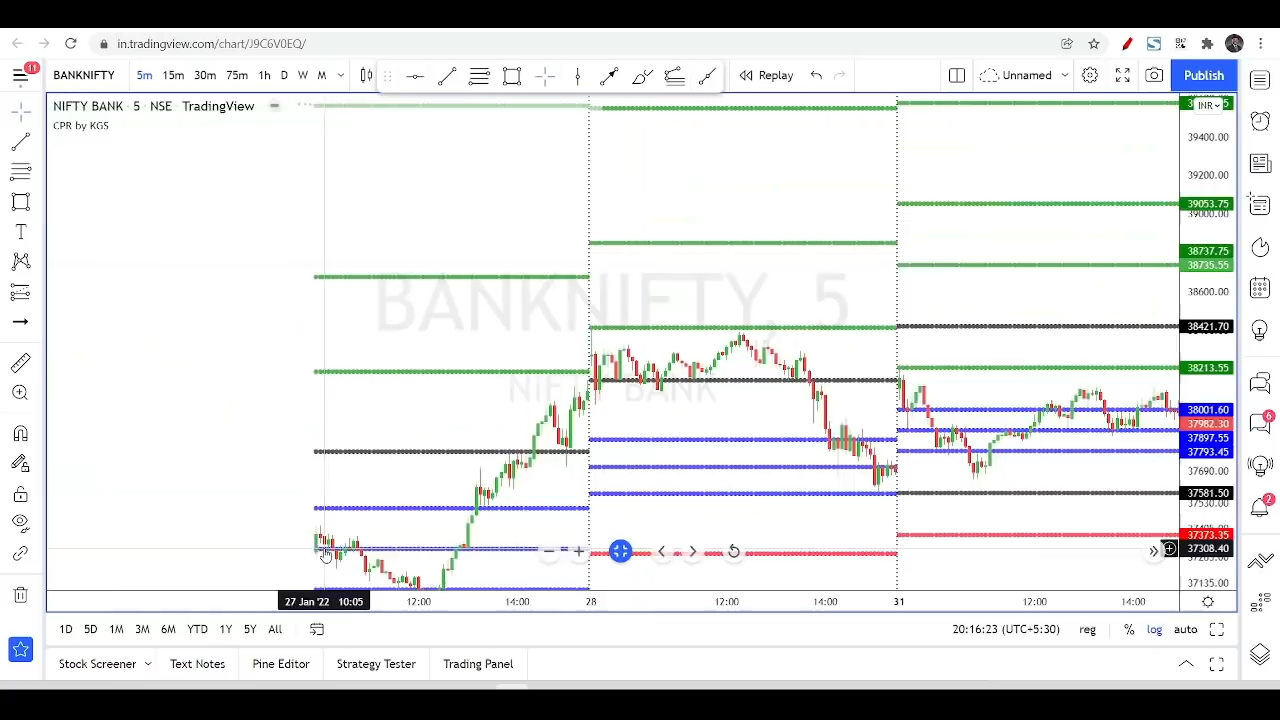 in.tradingview.com/chart/J9C6V0EQ/
11
BANKNIFTY 5m 15m 30m 75m 1h D W M Replay Unnamed Publish
NIFTY BANK · 5 · NSE TradingView
CPR by KGS
BANKNIFTY, 5
NIFTY BANK
INR
39400.00
39200.00
39053.75
39000.00
38737.75
38735.55
38600.00
38421.70
38213.55
38001.60
37982.30
37897.55
37793.45
37690.00
37581.50
37530.00
37373.35
37308.40
37135.00
6
2
27 Jan '22 10:05 12:00 14:00 28 12:00 14:00 31 12:00 14:00
1D 5D 1M 3M 6M YTD 1Y 5Y All 20:16:23 (UTC+5:30) reg % log auto
Stock Screener Text Notes Pine Editor Strategy Tester Trading Panel